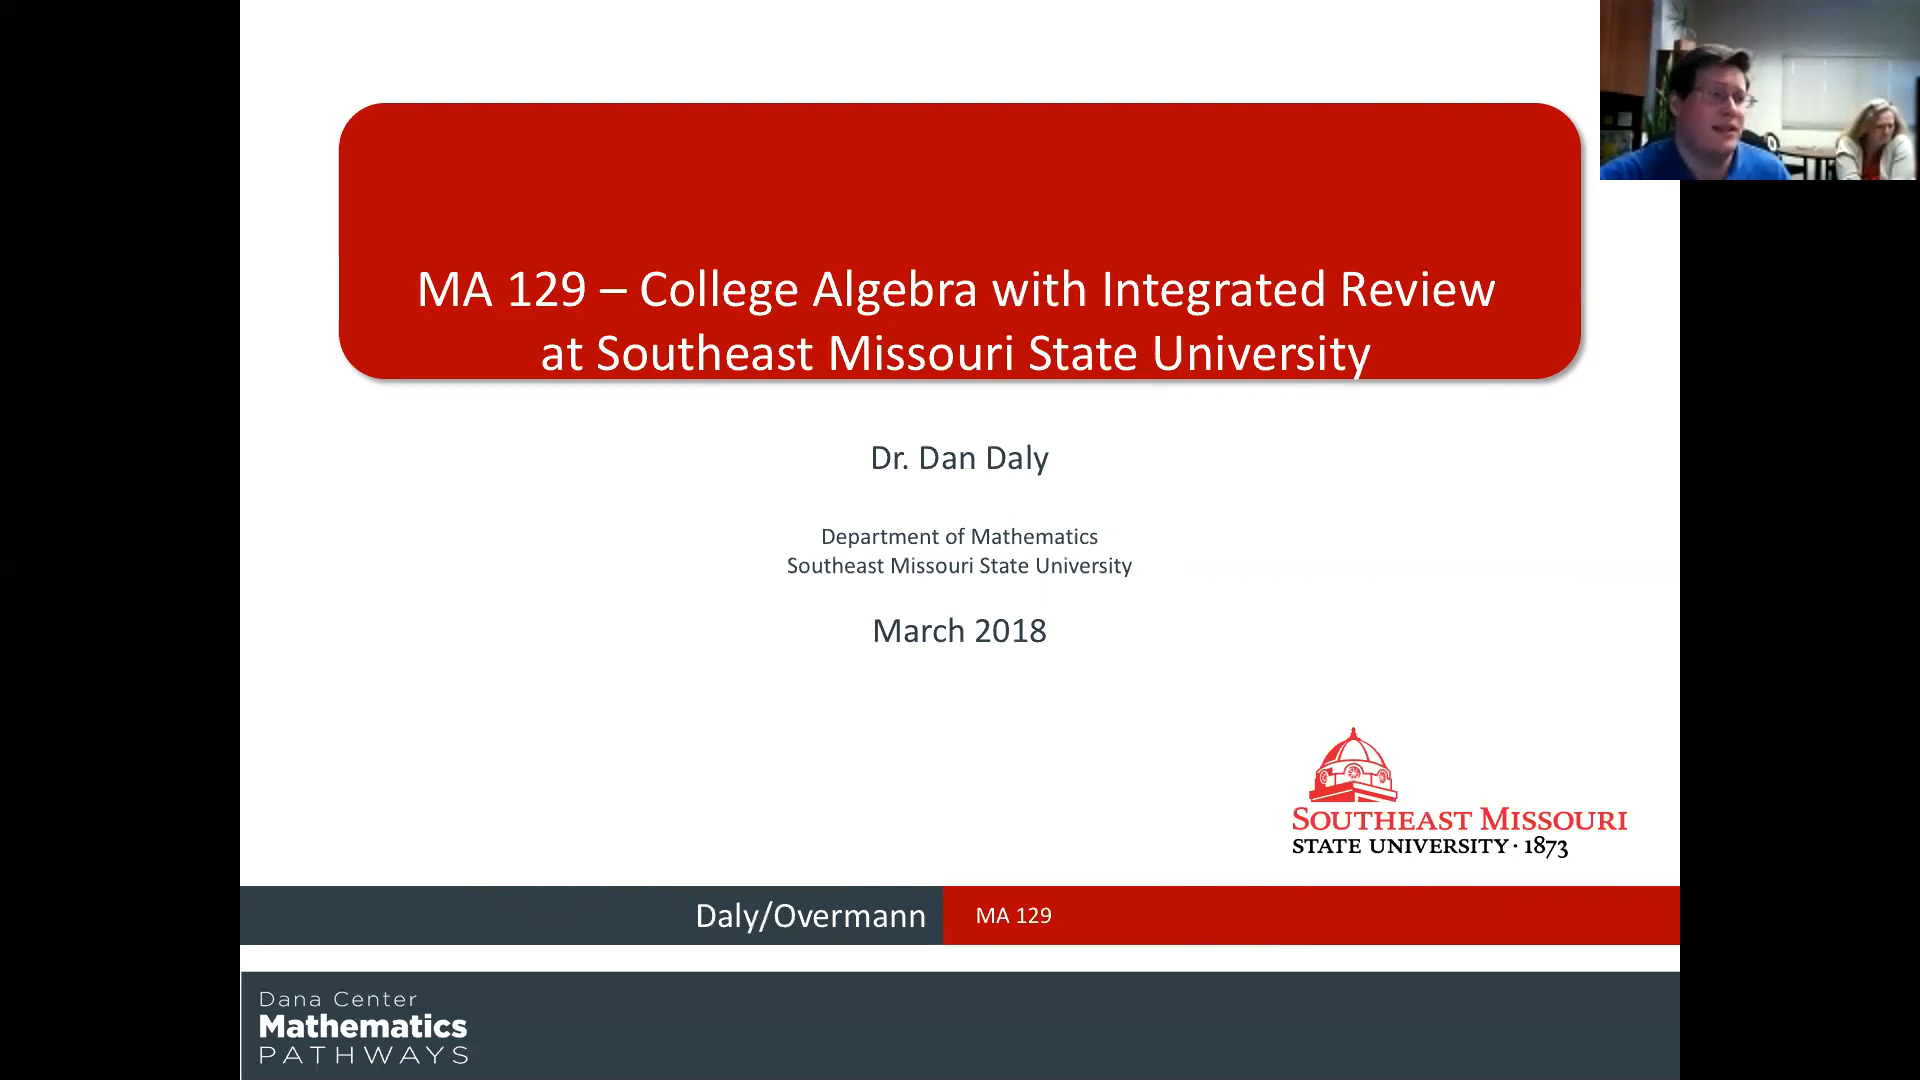 MA 129 – College Algebra with Integrated Review
at Southeast Missouri State University
Dr. Dan Daly
Department of Mathematics
Southeast Missouri State University
March 2018
SOUTHEAST MISSOURI
STATE UNIVERSITY · 1873
Daly/Overmann
MA 129
Dana Center
Mathematics
PATHWAYS